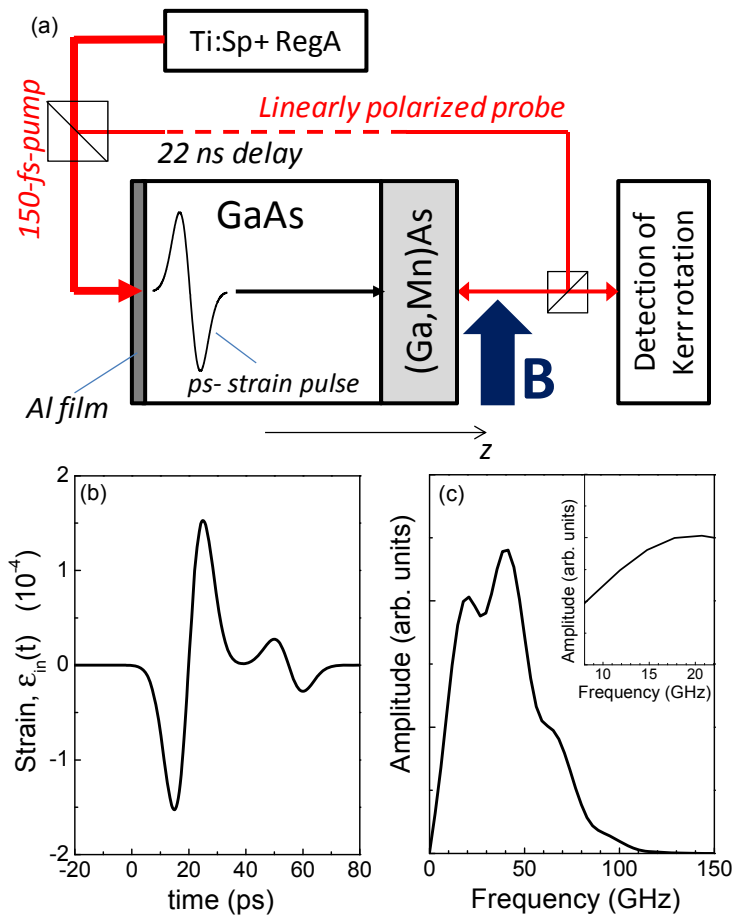 (a)
Ti:Sp+ RegA
150-fs-pump
Linearly polarized probe
22 ns delay
GaAs
(Ga,Mn)As
Detection of
Kerr rotation
B
ps- strain pulse
Al film
z
(b)
2
1
0
-1
-2
-20 0 20 40 60 80
time (ps)
Strain, ε_in(t) (10^-4)
(c)
Amplitude (arb. units)
0 50 100 150
Frequency (GHz)
Amplitude (arb. units)
10 15 20
Frequency (GHz)